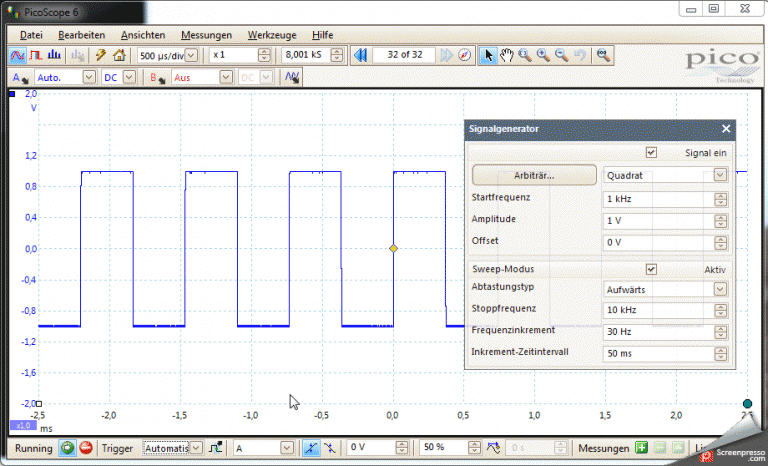 PicoScope 6
Datei Bearbeiten Ansichten Messungen Werkzeuge Hilfe
500 µs/div x 1 8,001 kS 32 of 32
pico
Technology
A Auto. DC B Aus DC
2,0
V
1,2
0,8
0,4
0,0
-0,4
-0,8
-1,2
-2,0
Signalgenerator
Signal ein
Arbiträr... Quadrat
Startfrequenz 1 kHz
Amplitude 1 V
Offset 0 V
Sweep-Modus Aktiv
Abtastungstyp Aufwärts
Stoppfrequenz 10 kHz
Frequenzinkrement 30 Hz
Inkrement-Zeitintervall 50 ms
-2,5 -2,0 -1,5 -1,0 -0,5 0,0 0,5 1,0 1,5 2,0
x1,0 ms
Running Trigger Automatis A 0 V 50 % 0 s Messungen
Screenpresso
.com